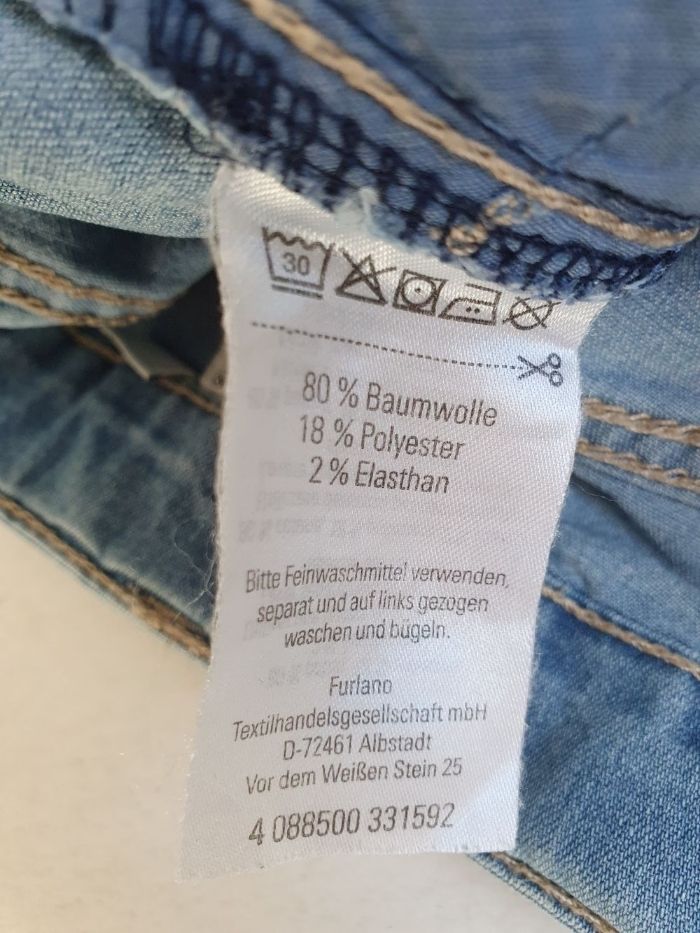 30
80 % Baumwolle
18 % Polyester
2 % Elasthan
Bitte Feinwaschmittel verwenden,
separat und auf links gezogen
waschen und bügeln.
Furlano
Textilhandelsgesellschaft mbH
D-72461 Albstadt
Vor dem Weißen Stein 25
4 088500 331592